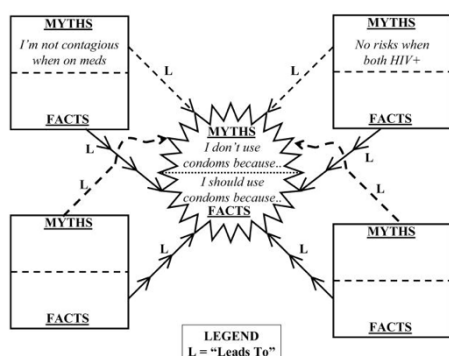 MYTHS
I'm not contagious
when on meds
FACTS
L
L
MYTHS
No risks when
both HIV+
FACTS
L
L
MYTHS
I don't use
condoms because..
I should use
condoms because..
FACTS
L
L
MYTHS
FACTS
L
L
MYTHS
FACTS
LEGEND
L = “Leads To”